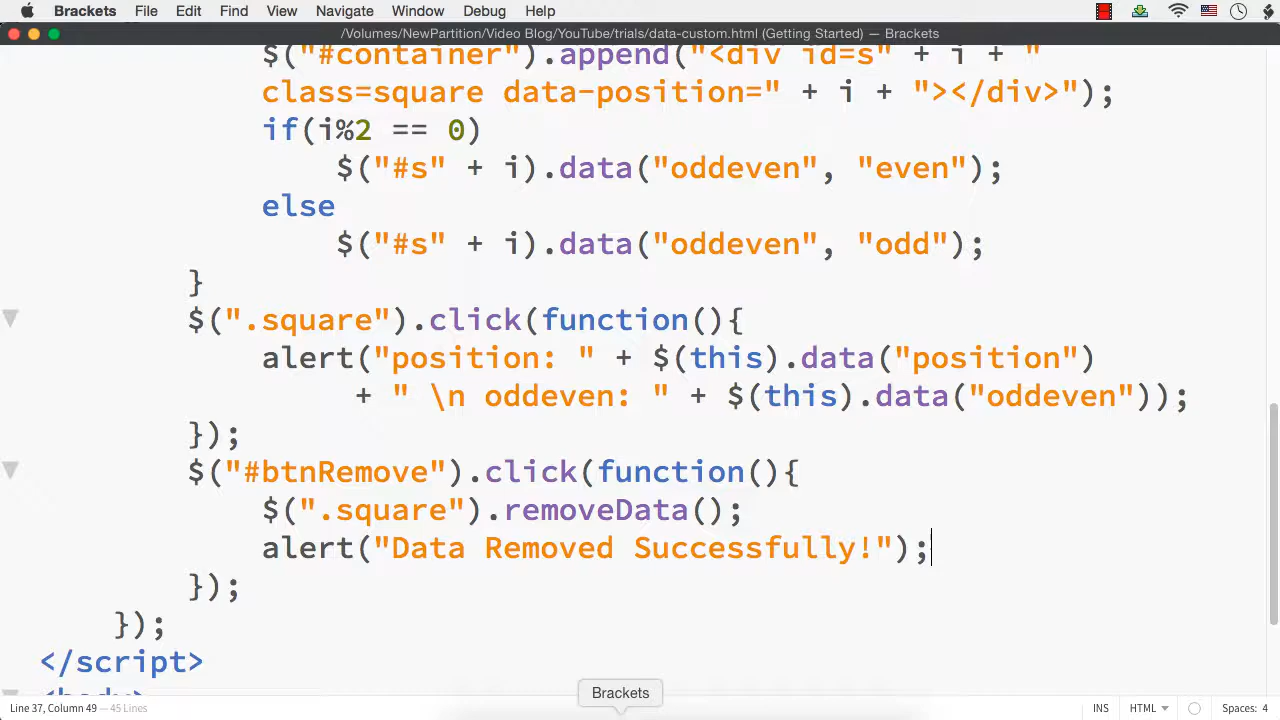 Brackets File Edit Find View Navigate Window Debug Help
/Volumes/NewPartition/Video Blog/YouTube/trials/data-custom.html (Getting Started) — Brackets
$("#container").append("<div id=s" + i + "
class=square data-position=" + i + "></div>");
if(i%2 == 0)
$("#s" + i).data("oddeven", "even");
else
$("#s" + i).data("oddeven", "odd");
}
$(".square").click(function(){
alert("position: " + $(this).data("position")
+ " \n oddeven: " + $(this).data("oddeven"));
});
$("#btnRemove").click(function(){
$(".square").removeData();
alert("Data Removed Successfully!");
});
});
</script>
<body>
Brackets
Line 37, Column 49 — 45 Lines INS HTML Spaces: 4